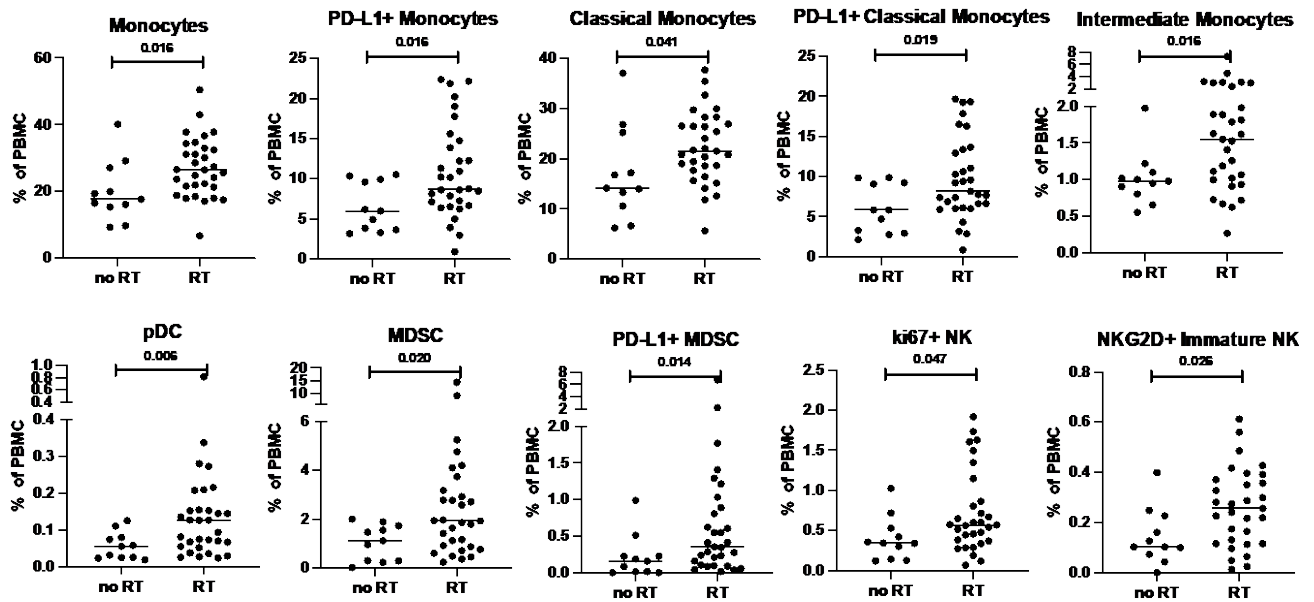 Monocytes
0.016
60
40
20
0
% of PBMC
no RT
RT
PD-L1+ Monocytes
0.016
25
20
15
10
5
0
% of PBMC
no RT
RT
Classical Monocytes
0.041
40
30
20
10
0
% of PBMC
no RT
RT
PD-L1+ Classical Monocytes
0.019
25
20
15
10
5
0
% of PBMC
no RT
RT
Intermediate Monocytes
0.016
8
6
4
2
2.0
1.5
1.0
0.5
0.0
% of PBMC
no RT
RT
pDC
0.006
1.0
0.8
0.6
0.4
0.4
0.3
0.2
0.1
0.0
% of PBMC
no RT
RT
MDSC
0.020
20
15
10
6
4
2
0
% of PBMC
no RT
RT
PD-L1+ MDSC
0.014
8
6
4
2
2.0
1.5
1.0
0.5
0.0
% of PBMC
no RT
RT
ki67+ NK
0.047
2.5
2.0
1.5
1.0
0.5
0.0
% of PBMC
no RT
RT
NKG2D+ Immature NK
0.026
0.8
0.6
0.4
0.2
0.0
% of PBMC
no RT
RT